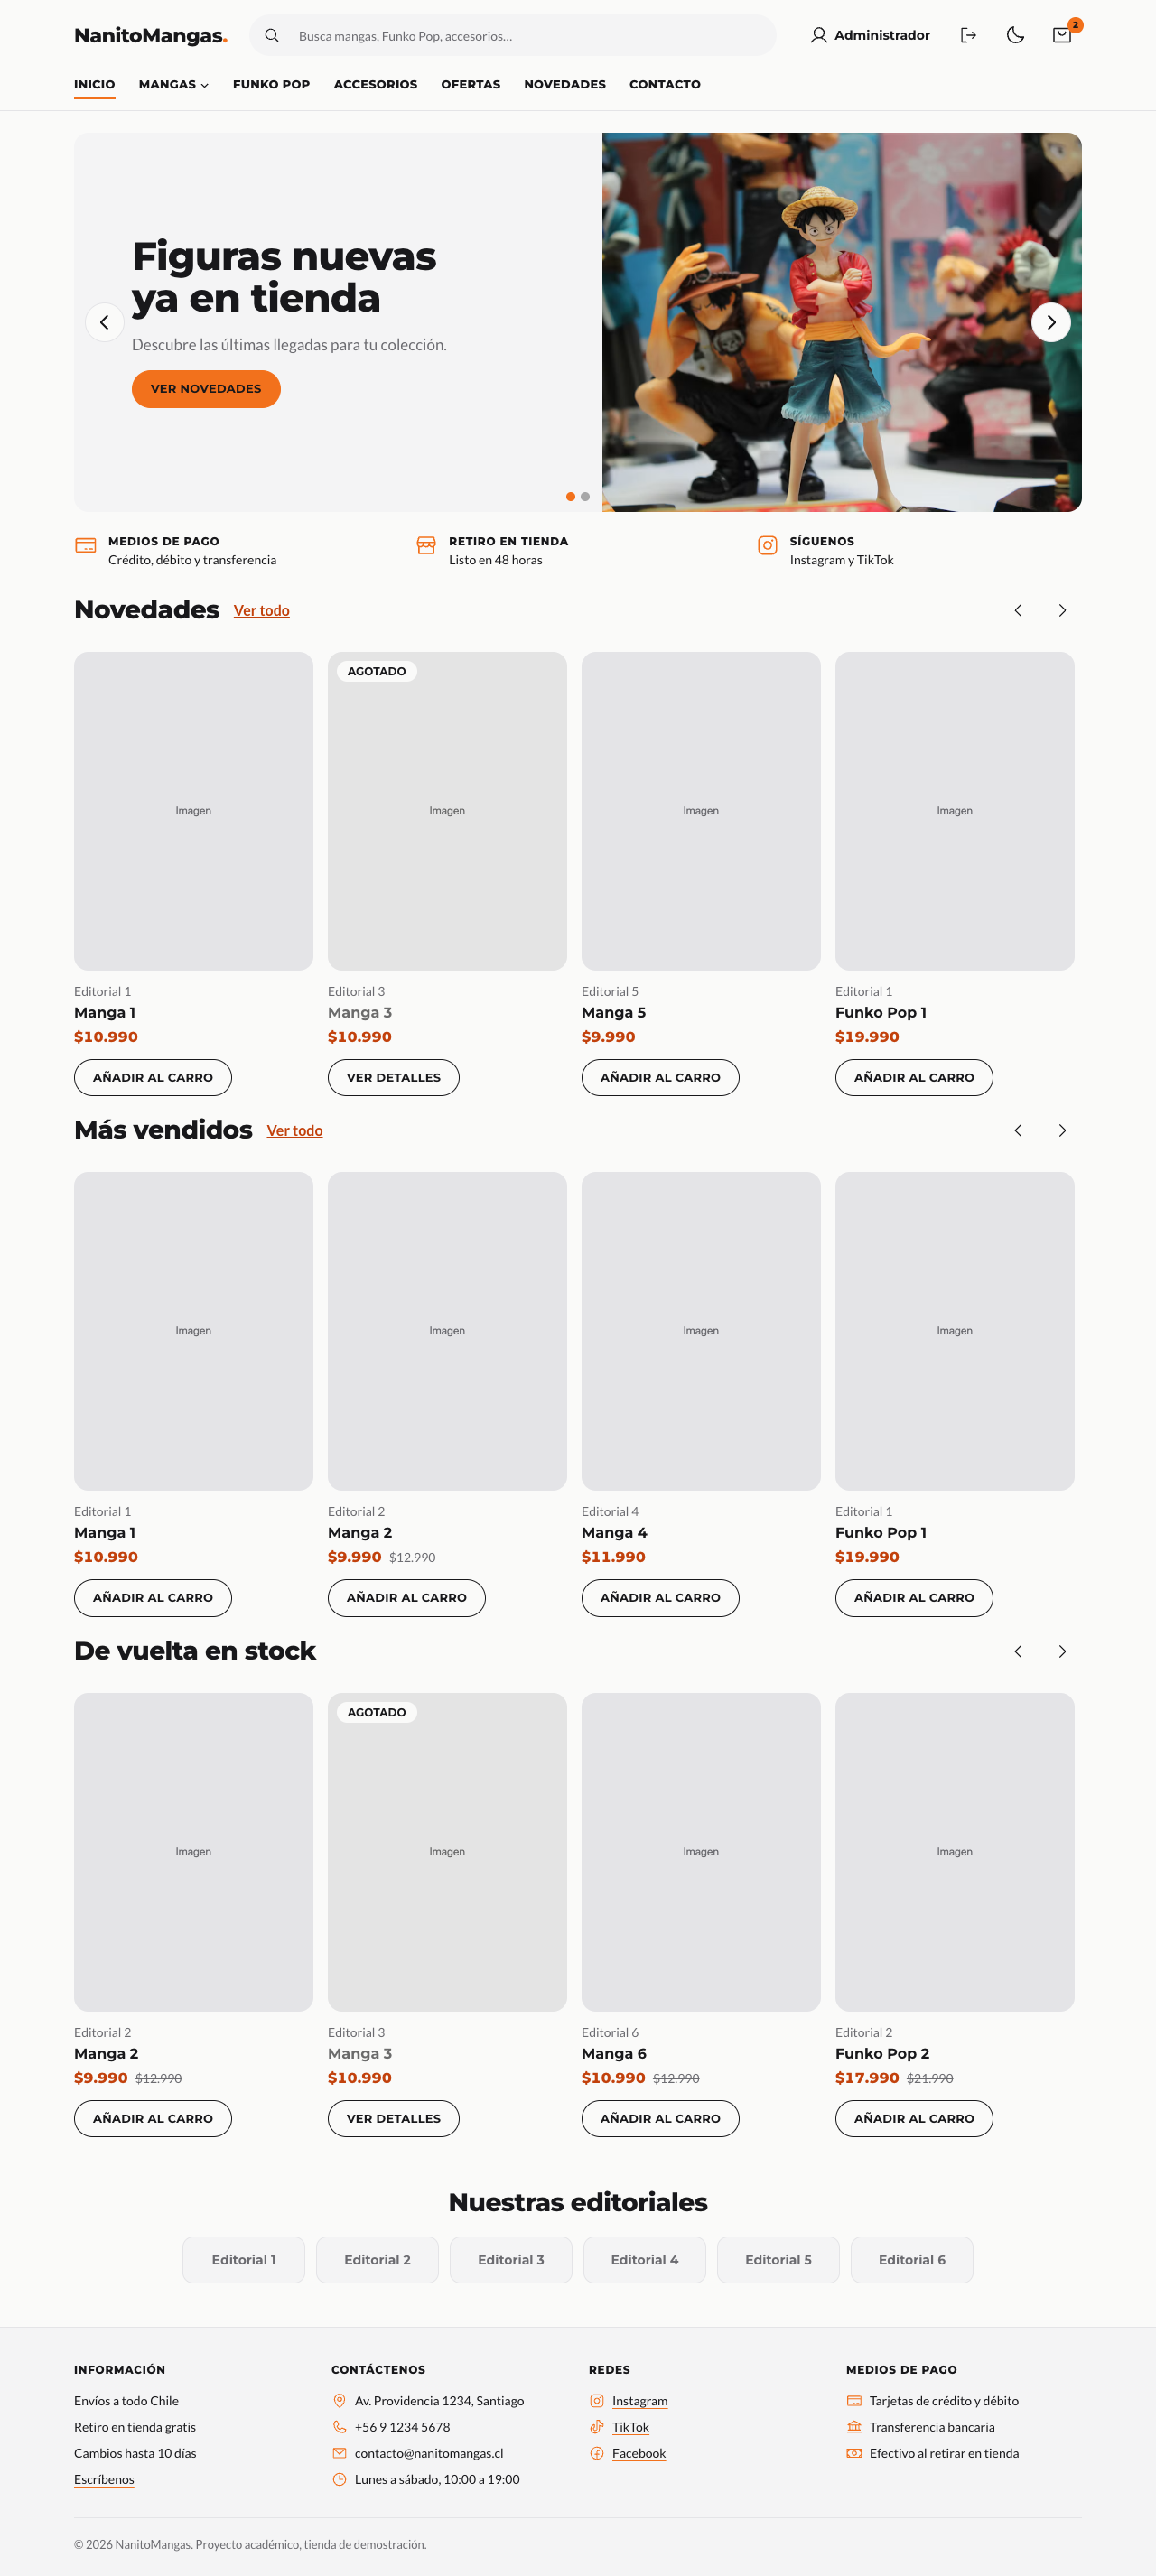 NanitoMangas.
Busca mangas, Funko Pop, accesorios...
Administrador
2
INICIO
MANGAS
FUNKO POP
ACCESORIOS
OFERTAS
NOVEDADES
CONTACTO
Figuras nuevas
ya en tienda
Descubre las últimas llegadas para tu colección.
VER NOVEDADES
MEDIOS DE PAGO
Crédito, débito y transferencia
RETIRO EN TIENDA
Listo en 48 horas
SÍGUENOS
Instagram y TikTok
Novedades
Ver todo
Imagen
Editorial 1
Manga 1
$10.990
AÑADIR AL CARRO
AGOTADO
Imagen
Editorial 3
Manga 3
$10.990
VER DETALLES
Imagen
Editorial 5
Manga 5
$9.990
AÑADIR AL CARRO
Imagen
Editorial 1
Funko Pop 1
$19.990
AÑADIR AL CARRO
Más vendidos
Ver todo
Imagen
Editorial 1
Manga 1
$10.990
AÑADIR AL CARRO
Imagen
Editorial 2
Manga 2
$9.990 $12.990
AÑADIR AL CARRO
Imagen
Editorial 4
Manga 4
$11.990
AÑADIR AL CARRO
Imagen
Editorial 1
Funko Pop 1
$19.990
AÑADIR AL CARRO
De vuelta en stock
Imagen
Editorial 2
Manga 2
$9.990 $12.990
AÑADIR AL CARRO
AGOTADO
Imagen
Editorial 3
Manga 3
$10.990
VER DETALLES
Imagen
Editorial 6
Manga 6
$10.990 $12.990
AÑADIR AL CARRO
Imagen
Editorial 2
Funko Pop 2
$17.990 $21.990
AÑADIR AL CARRO
Nuestras editoriales
Editorial 1
Editorial 2
Editorial 3
Editorial 4
Editorial 5
Editorial 6
INFORMACIÓN
Envíos a todo Chile
Retiro en tienda gratis
Cambios hasta 10 días
Escríbenos
CONTÁCTENOS
Av. Providencia 1234, Santiago
+56 9 1234 5678
contacto@nanitomangas.cl
Lunes a sábado, 10:00 a 19:00
REDES
Instagram
TikTok
Facebook
MEDIOS DE PAGO
Tarjetas de crédito y débito
Transferencia bancaria
Efectivo al retirar en tienda
© 2026 NanitoMangas. Proyecto académico, tienda de demostración.